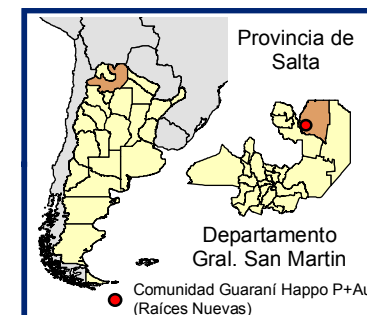 Provincia de
Salta
Departamento
Gral. San Martin
Comunidad Guaraní Happo P+Au
(Raíces Nuevas)